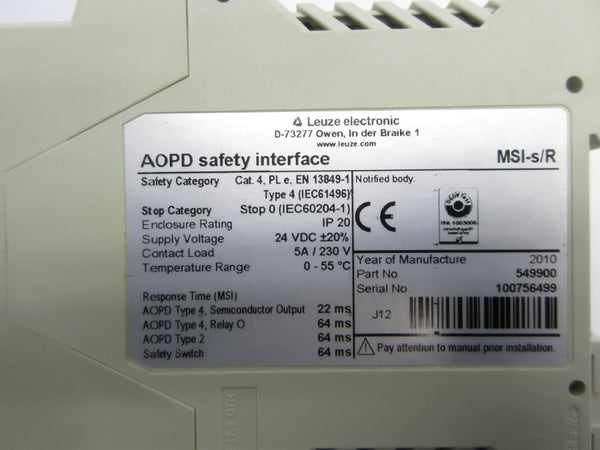 Leuze electronic
D-73277 Owen, In der Braike 1
www.leuze.com
AOPD safety interface MSI-s/R
Safety Category Cat. 4, PL e, EN 13849-1
Type 4 (IEC61496)
Stop Category Stop 0 (IEC60204-1)
Enclosure Rating IP 20
Supply Voltage 24 VDC ±20%
Contact Load 5A / 230 V
Temperature Range 0 - 55 °C
Response Time (MSI)
AOPD Type 4, Semiconductor Output 22 ms
AOPD Type 4, Relay O 64 ms
AOPD Type 2 64 ms
Safety Switch 64 ms
Notified body
CE
Year of Manufacture 2010
Part No 549900
Serial No. 100756499
J12
Pay attention to manual prior installation.